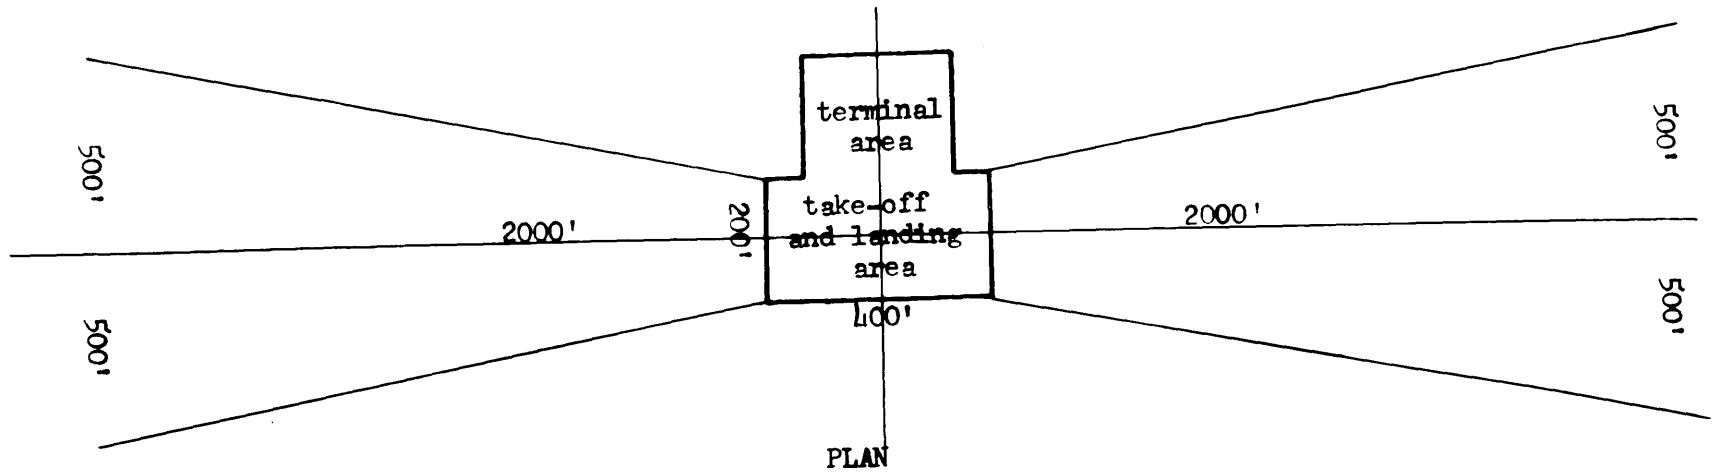 terminal
area
500'
500'
200'
take-off
and landing
area
2000'
2000'
500'
500'
400'
PLAN